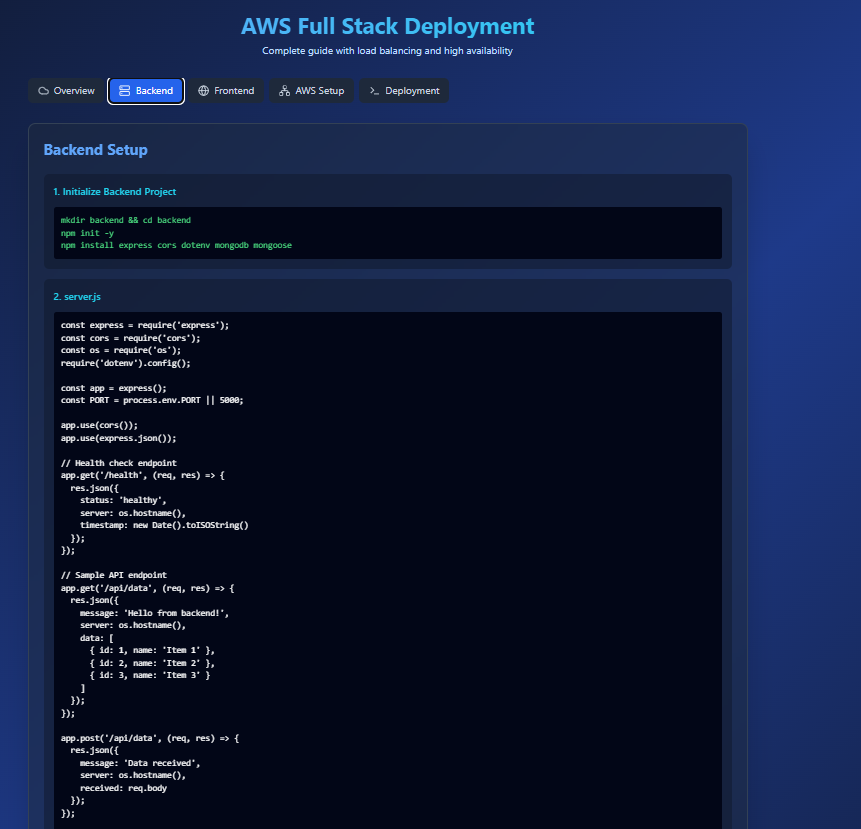 AWS Full Stack Deployment
Complete guide with load balancing and high availability
Overview
Backend
Frontend
AWS Setup
Deployment
Backend Setup
1. Initialize Backend Project
mkdir backend && cd backend
npm init -y
npm install express cors dotenv mongodb mongoose
2. server.js
const express = require('express');
const cors = require('cors');
const os = require('os');
require('dotenv').config();

const app = express();
const PORT = process.env.PORT || 5000;

app.use(cors());
app.use(express.json());

// Health check endpoint
app.get('/health', (req, res) => {
  res.json({
    status: 'healthy',
    server: os.hostname(),
    timestamp: new Date().toISOString()
  });
});

// Sample API endpoint
app.get('/api/data', (req, res) => {
  res.json({
    message: 'Hello from backend!',
    server: os.hostname(),
    data: [
      { id: 1, name: 'Item 1' },
      { id: 2, name: 'Item 2' },
      { id: 3, name: 'Item 3' }
    ]
  });
});

app.post('/api/data', (req, res) => {
  res.json({
    message: 'Data received',
    server: os.hostname(),
    received: req.body
  });
});